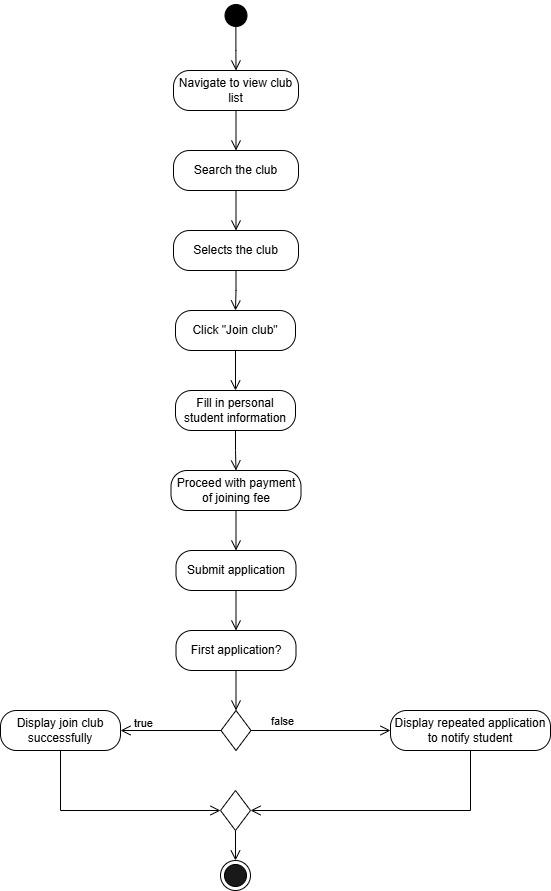 Navigate to view club
list
Search the club
Selects the club
Click "Join club"
Fill in personal
student information
Proceed with payment
of joining fee
Submit application
First application?
true
false
Display join club
successfully
Display repeated application
to notify student